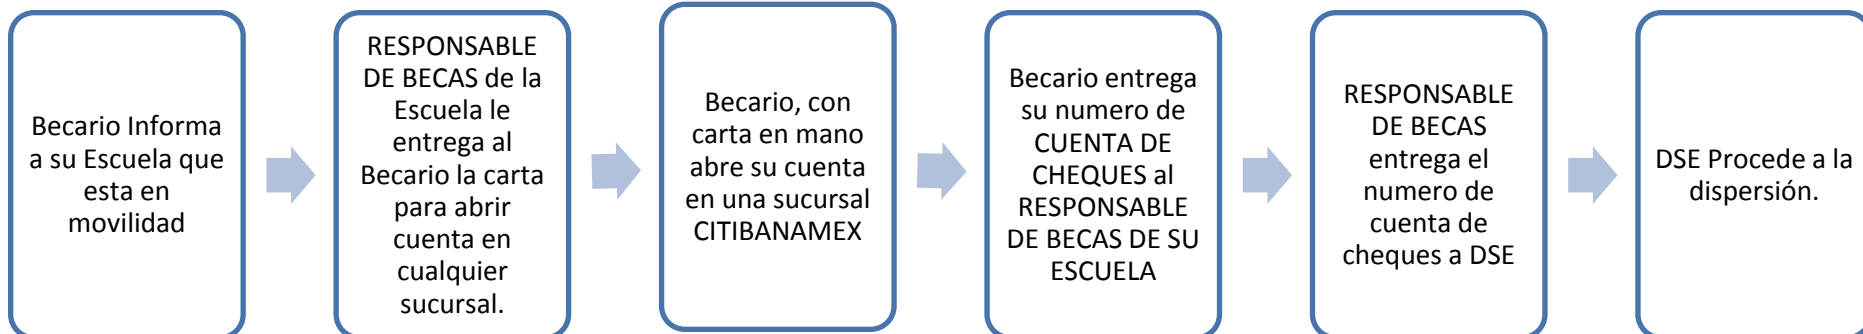 Becario Informa
a su Escuela que
esta en
movilidad
RESPONSABLE
DE BECAS de la
Escuela le
entrega al
Becario la carta
para abrir
cuenta en
cualquier
sucursal.
Becario, con
carta en mano
abre su cuenta
en una sucursal
CITIBANAMEX
Becario entrega
su numero de
CUENTA DE
CHEQUES al
RESPONSABLE
DE BECAS DE SU
ESCUELA
RESPONSABLE
DE BECAS
entrega el
numero de
cuenta de
cheques a DSE
DSE Procede a la
dispersión.